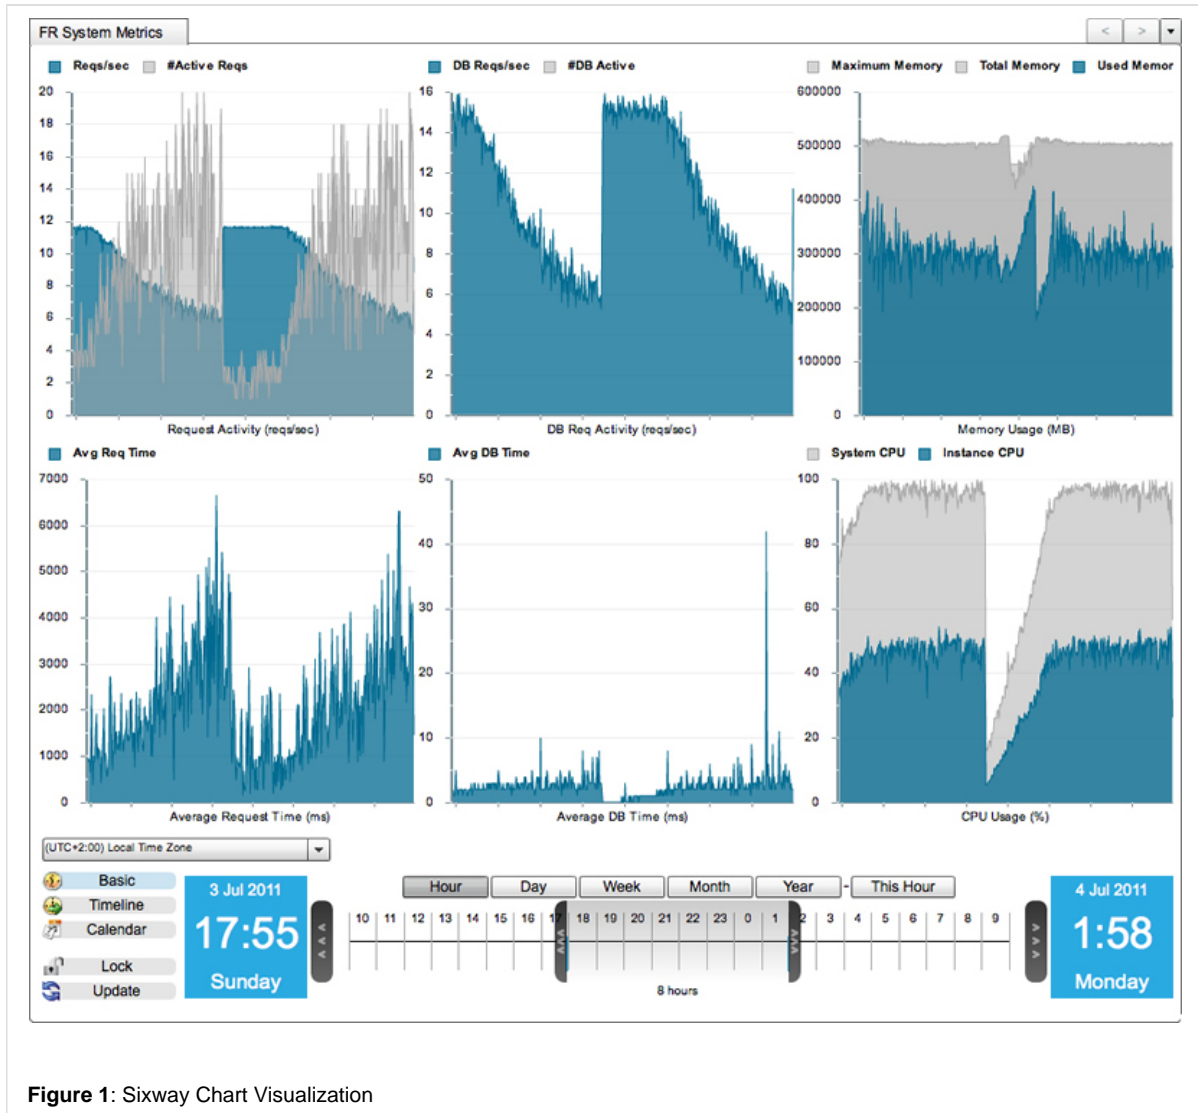 FR System Metrics
< >
Reqs/sec #Active Reqs
20
18
16
14
12
10
8
6
4
2
0
Request Activity (reqs/sec)
DB Reqs/sec #DB Active
16
14
12
10
8
6
4
2
0
DB Req Activity (reqs/sec)
Maximum Memory Total Memory Used Memor
600000
500000
400000
300000
200000
100000
0
Memory Usage (MB)
Avg Req Time
7000
6000
5000
4000
3000
2000
1000
0
Average Request Time (ms)
Avg DB Time
50
40
30
20
10
0
Average DB Time (ms)
System CPU Instance CPU
100
80
60
40
20
0
CPU Usage (%)
(UTC+2:00) Local Time Zone
Basic
Timeline
Calendar
Lock
Update
3 Jul 2011
17:55
Sunday
Hour Day Week Month Year - This Hour
10 11 12 13 14 15 16 17 18 19 20 21 22 23 0 1 2 3 4 5 6 7 8 9
8 hours
4 Jul 2011
1:58
Monday
Figure 1: Sixway Chart Visualization